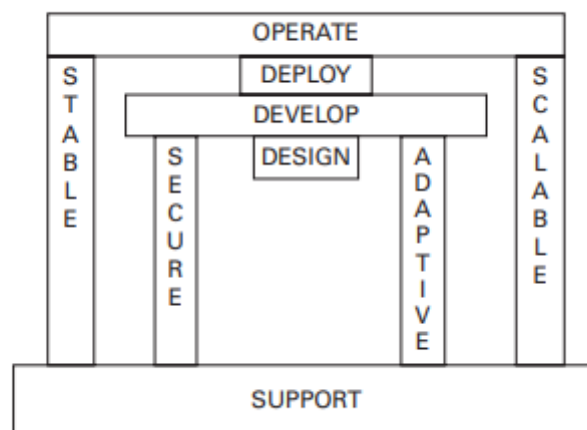 OPERATE
DEPLOY
DEVELOP
DESIGN
STABLE
SECURE
ADAPTIVE
SCALABLE
SUPPORT